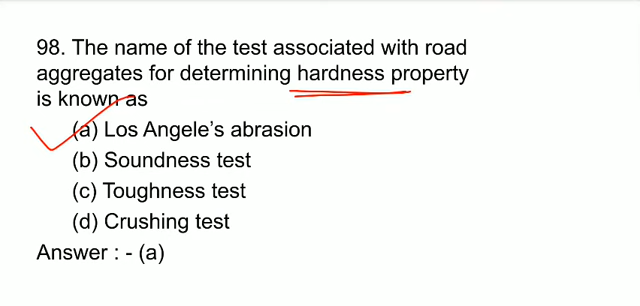 98. The name of the test associated with road
aggregates for determining hardness property
is known as
(a) Los Angele's abrasion
(b) Soundness test
(c) Toughness test
(d) Crushing test
Answer : - (a)